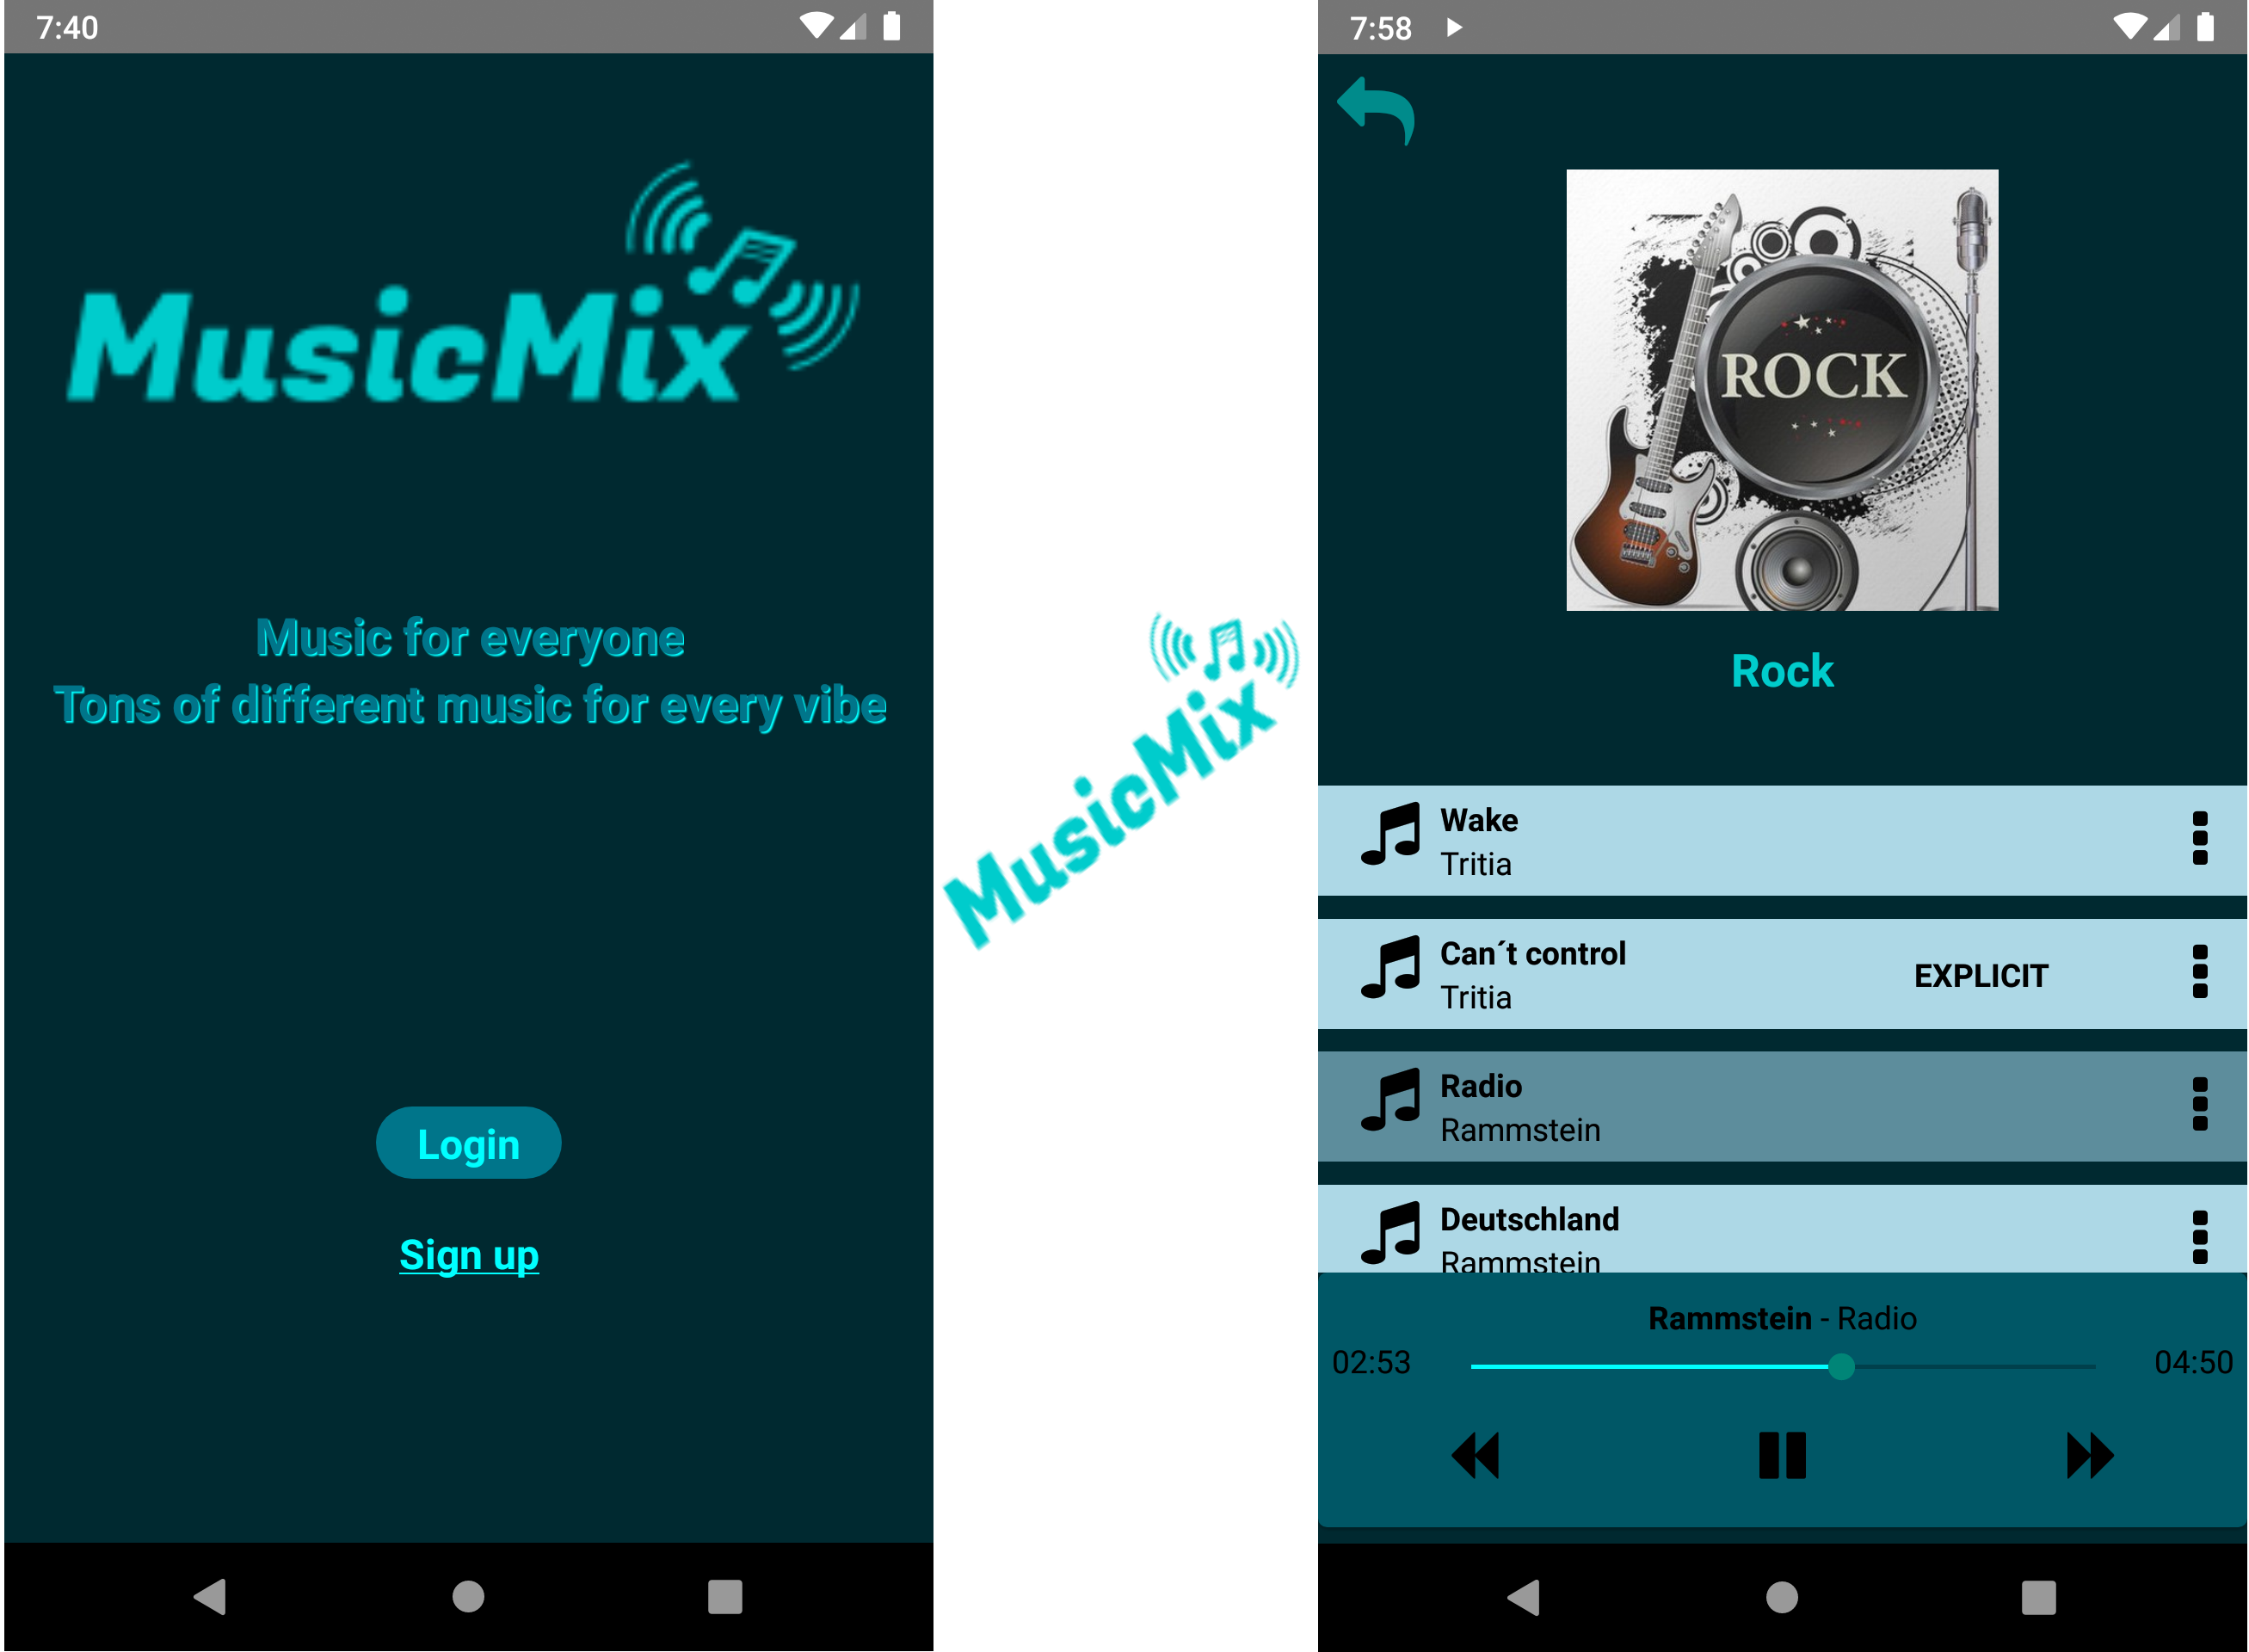 7:40
MusicMix
Music for everyone
Tons of different music for every vibe
Login
Sign up
MusicMix
7:58
ROCK
Rock
Wake
Tritia
Can´t control
Tritia
EXPLICIT
Radio
Rammstein
Deutschland
Rammstein
Rammstein - Radio
02:53
04:50